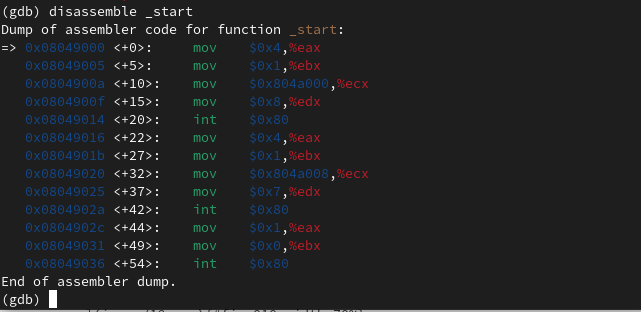 (gdb) disassemble _start
Dump of assembler code for function _start:
=> 0x08049000 <+0>:     mov    $0x4,%eax
   0x08049005 <+5>:     mov    $0x1,%ebx
   0x0804900a <+10>:    mov    $0x804a000,%ecx
   0x0804900f <+15>:    mov    $0x8,%edx
   0x08049014 <+20>:    int    $0x80
   0x08049016 <+22>:    mov    $0x4,%eax
   0x0804901b <+27>:    mov    $0x1,%ebx
   0x08049020 <+32>:    mov    $0x804a008,%ecx
   0x08049025 <+37>:    mov    $0x7,%edx
   0x0804902a <+42>:    int    $0x80
   0x0804902c <+44>:    mov    $0x1,%eax
   0x08049031 <+49>:    mov    $0x0,%ebx
   0x08049036 <+54>:    int    $0x80
End of assembler dump.
(gdb)